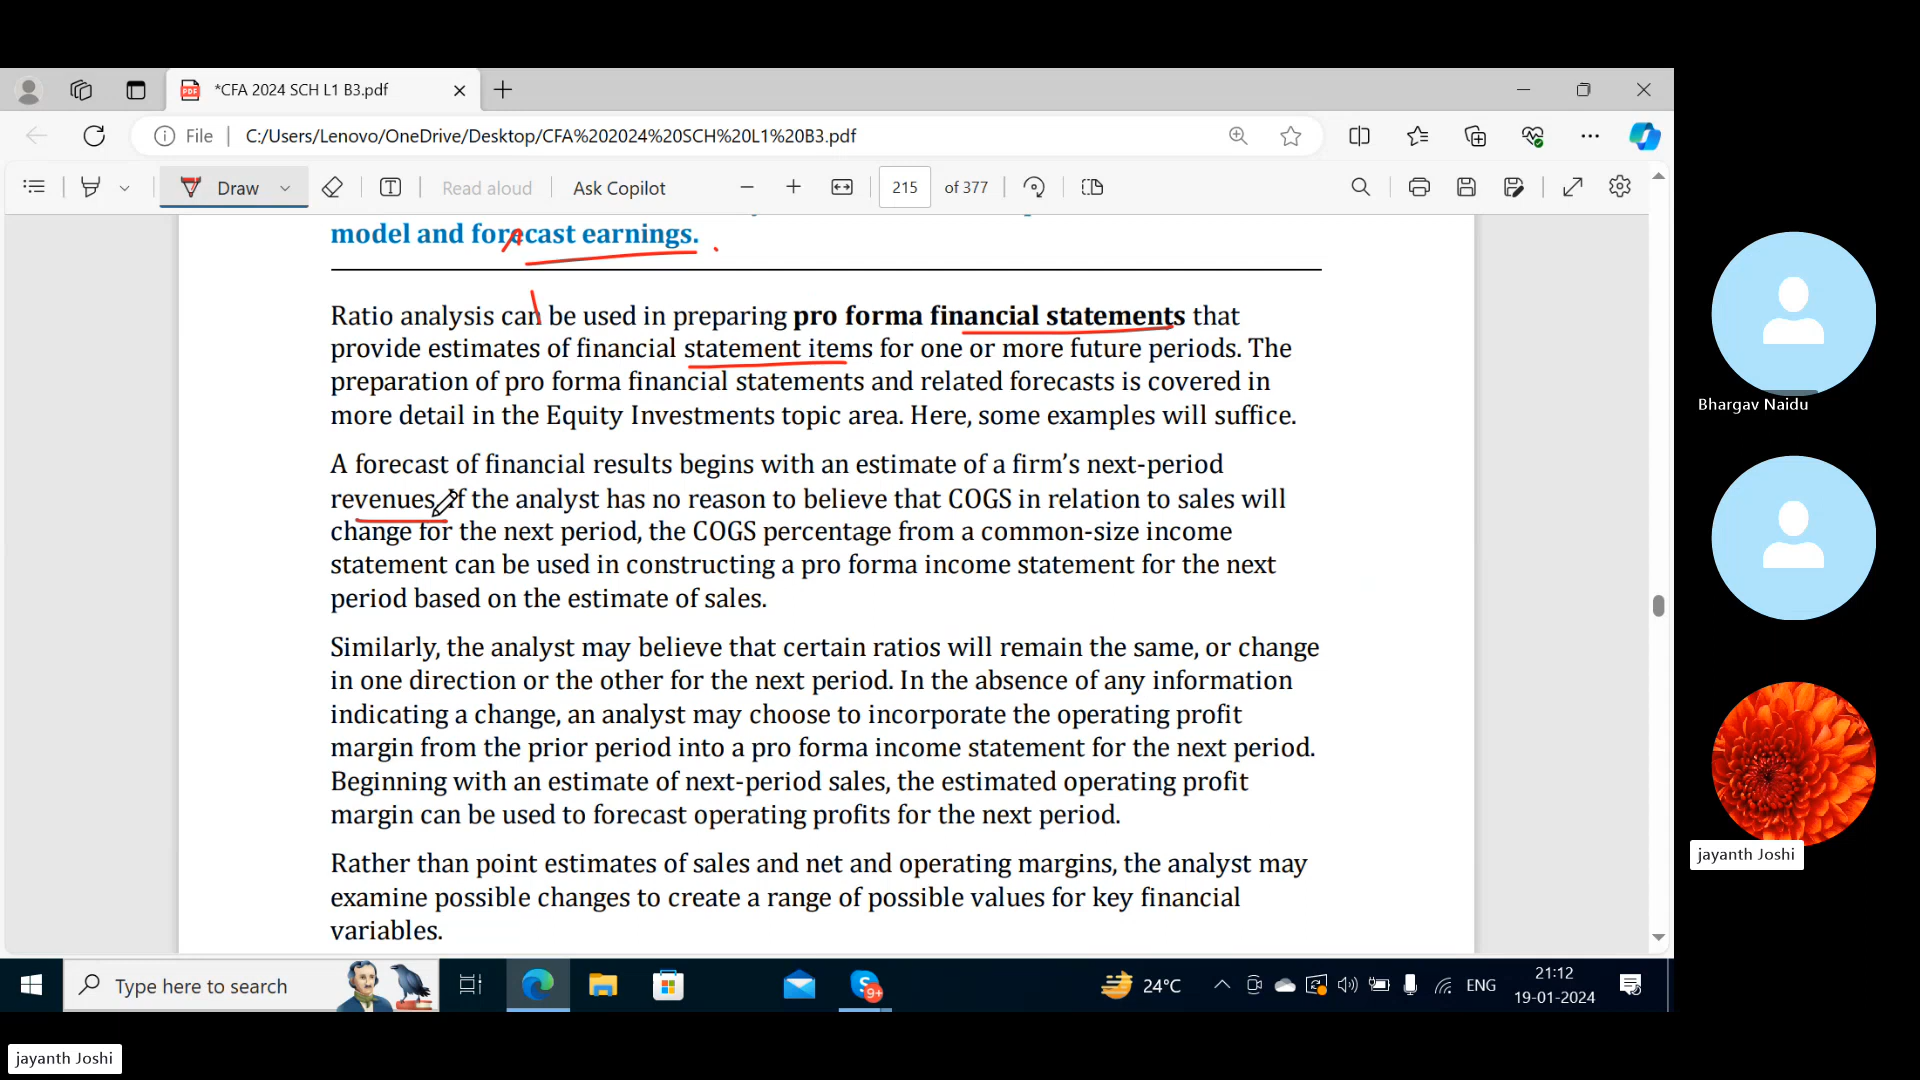 *CFA 2024 SCH L1 B3.pdf
File
C:/Users/Lenovo/OneDrive/Desktop/CFA%202024%20SCH%20L1%20B3.pdf
Draw
Read aloud
Ask Copilot
215 of 377
model and forecast earnings.
Ratio analysis can be used in preparing pro forma financial statements that
provide estimates of financial statement items for one or more future periods. The
preparation of pro forma financial statements and related forecasts is covered in
more detail in the Equity Investments topic area. Here, some examples will suffice.
A forecast of financial results begins with an estimate of a firm’s next-period
revenues. If the analyst has no reason to believe that COGS in relation to sales will
change for the next period, the COGS percentage from a common-size income
statement can be used in constructing a pro forma income statement for the next
period based on the estimate of sales.
Similarly, the analyst may believe that certain ratios will remain the same, or change
in one direction or the other for the next period. In the absence of any information
indicating a change, an analyst may choose to incorporate the operating profit
margin from the prior period into a pro forma income statement for the next period.
Beginning with an estimate of next-period sales, the estimated operating profit
margin can be used to forecast operating profits for the next period.
Rather than point estimates of sales and net and operating margins, the analyst may
examine possible changes to create a range of possible values for key financial
variables.
Bhargav Naidu
jayanth Joshi
Type here to search
9+
24°C
ENG
21:12
19-01-2024
jayanth Joshi